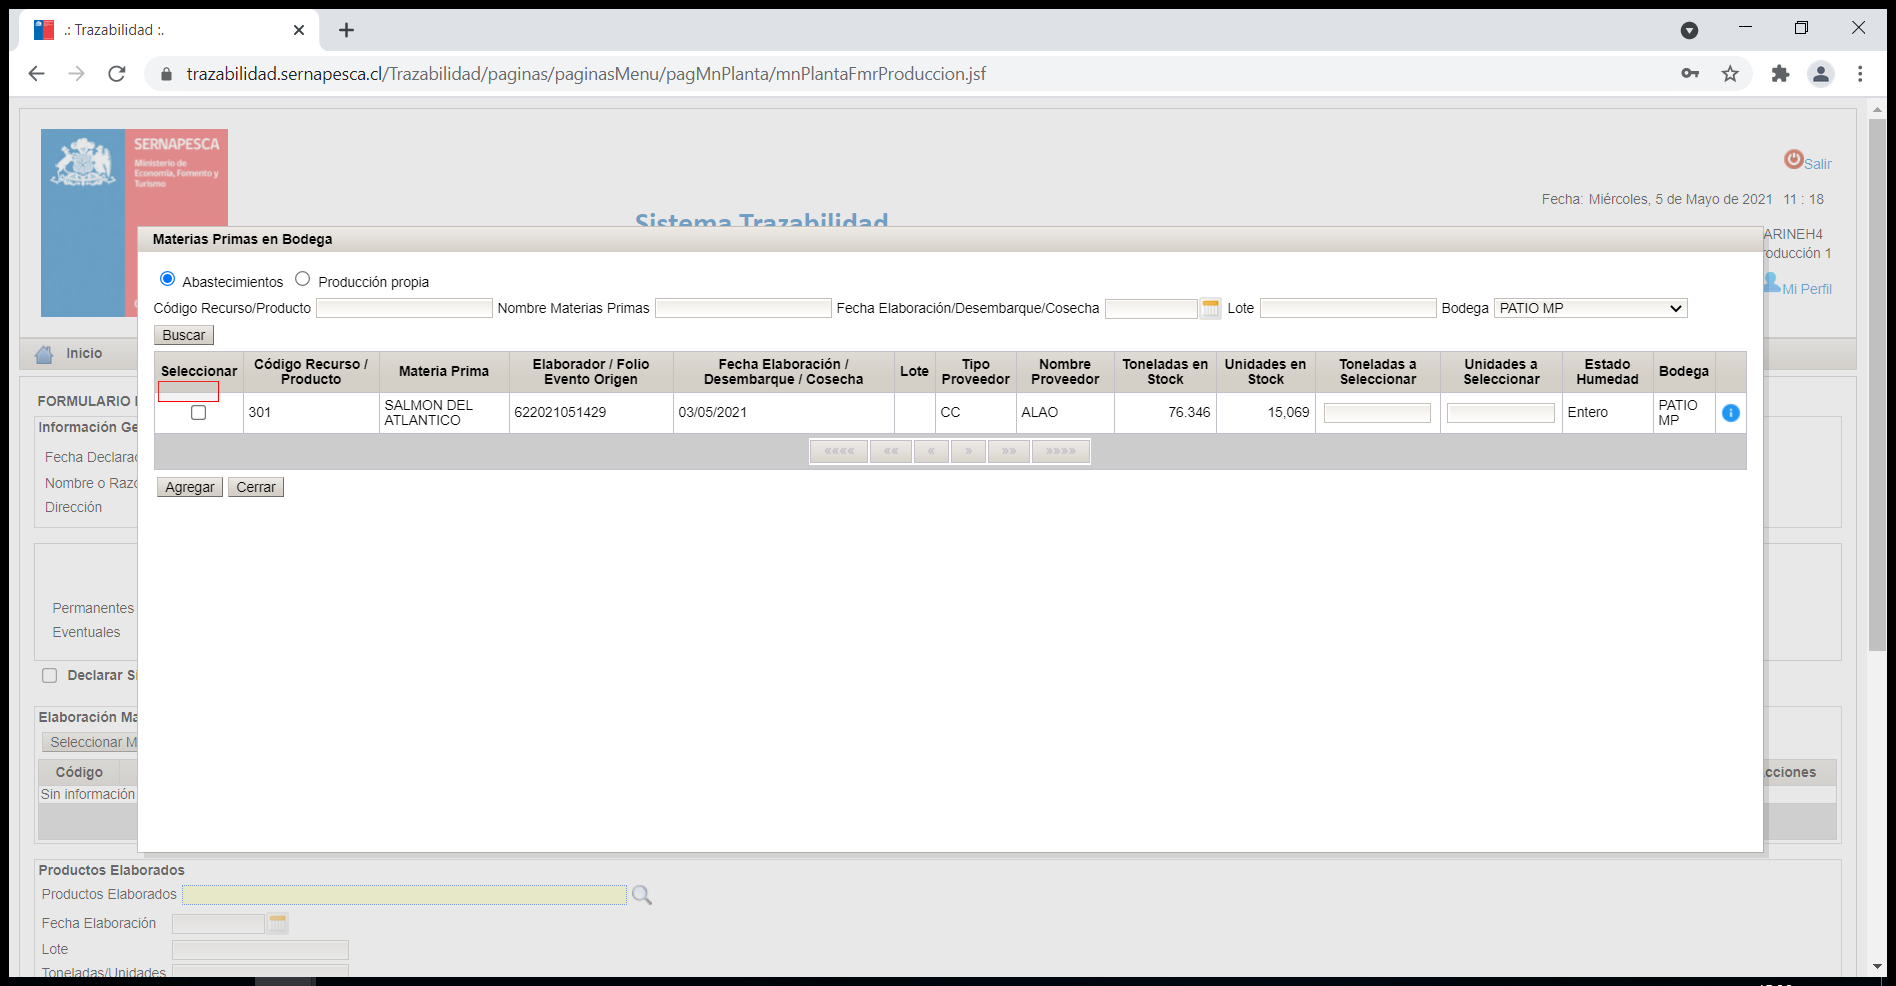 .: Trazabilidad :.
trazabilidad.sernapesca.cl/Trazabilidad/paginas/paginasMenu/pagMnPlanta/mnPlantaFmrProduccion.jsf
SERNAPESCA
Ministerio de
Economía, Fomento y
Turismo
Salir
Fecha: Miércoles, 5 de Mayo de 2021 11 : 18
Sistema Trazabilidad
ARINEH4
oducción 1
Mi Perfil
Inicio
Materias Primas en Bodega
Abastecimientos Producción propia
Código Recurso/Producto Nombre Materias Primas Fecha Elaboración/Desembarque/Cosecha Lote Bodega PATIO MP
Buscar
Seleccionar Código Recurso / Producto Materia Prima Elaborador / Folio Evento Origen Fecha Elaboración / Desembarque / Cosecha Lote Tipo Proveedor Nombre Proveedor Toneladas en Stock Unidades en Stock Toneladas a Seleccionar Unidades a Seleccionar Estado Humedad Bodega
301 SALMON DEL ATLANTICO 622021051429 03/05/2021 CC ALAO 76.346 15,069 Entero PATIO MP
«««« «« « » »» »»»»
Agregar Cerrar
FORMULARIO
Información Ge
Fecha Declarac
Nombre o Razo
Dirección
Permanentes
Eventuales
Declarar Si
Elaboración Ma
Seleccionar M
Código cciones
Sin información
Productos Elaborados
Productos Elaborados
Fecha Elaboración
Lote
Toneladas/Unidades